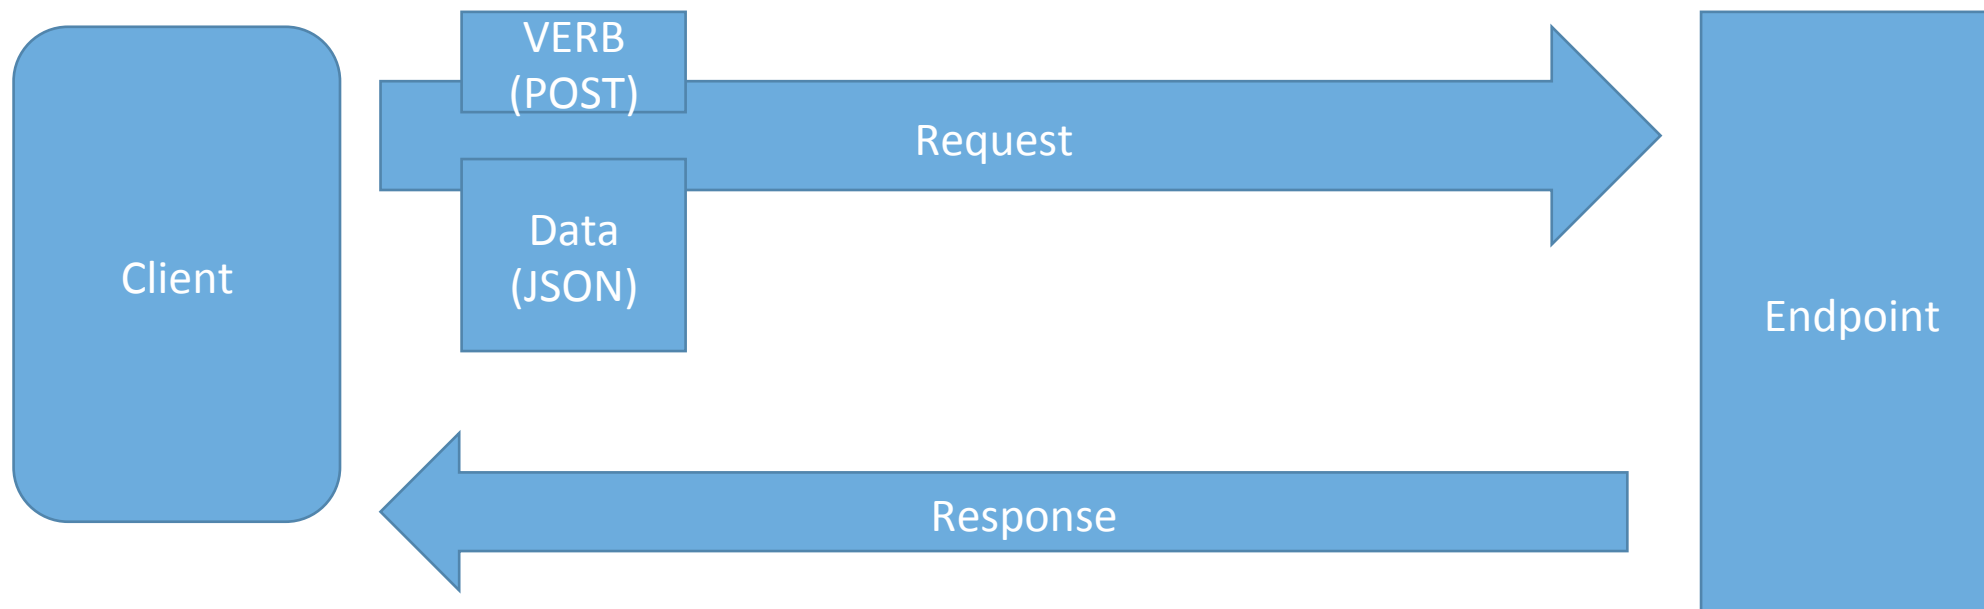 VERB
(POST)
Request
Data
(JSON)
Client
Endpoint
Response